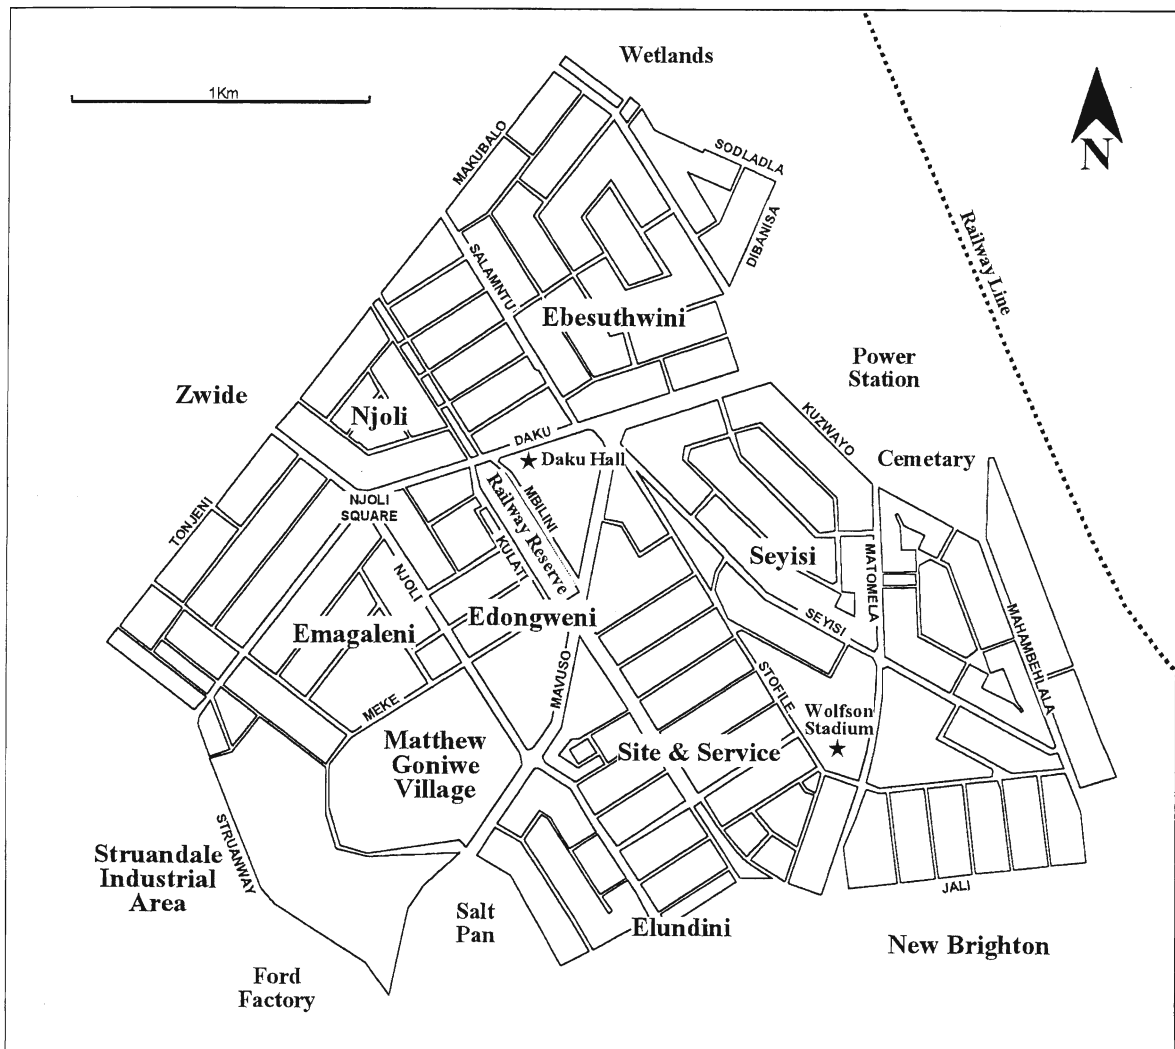 Wetlands
1Km
N
MAKUBALO
SODLADLA
DIBANISA
Railway Line
SALAMNTU
Ebesuthwini
Power
Station
Zwide
Njoli
KUZWAYO
DAKU
Daku Hall
Cemetary
TONJENI
NJOLI
SQUARE
Railway Reserve
MBILINI
KULATI
NJOLI
Seyisi
MATOMELA
Emagaleni
Edongweni
SEYISI
MAHAMBEHLALA
MEKE
MAVUSO
STOFILE
Wolfson
Stadium
Matthew
Goniwe
Village
Site & Service
STRUANWAY
Struandale
Industrial
Area
JALI
Salt
Pan
Elundini
New Brighton
Ford
Factory